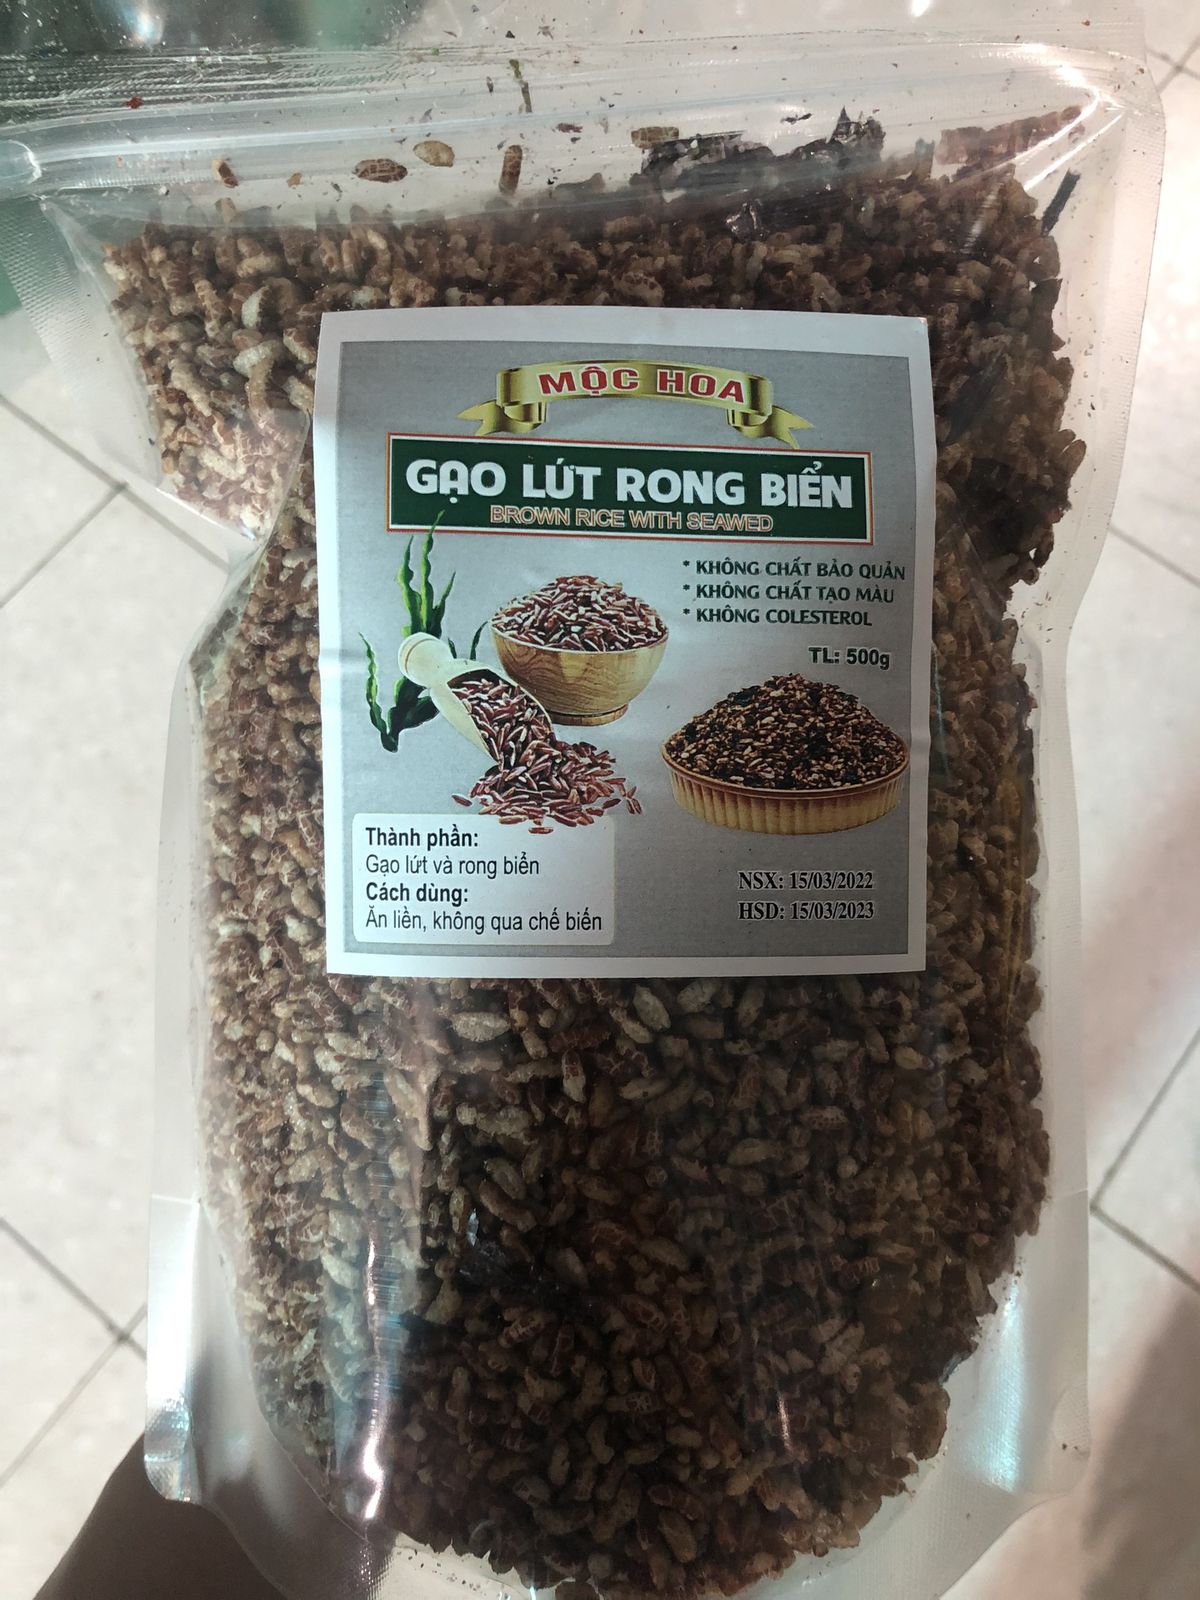 MỘC HOA
GẠO LỨT RONG BIỂN
BROWN RICE WITH SEAWED
* KHÔNG CHẤT BẢO QUẢN
* KHÔNG CHẤT TẠO MÀU
* KHÔNG COLESTEROL
TL: 500g
Thành phần:
Gạo lứt và rong biển
Cách dùng:
Ăn liền, không qua chế biến
NSX: 15/03/2022
HSD: 15/03/2023